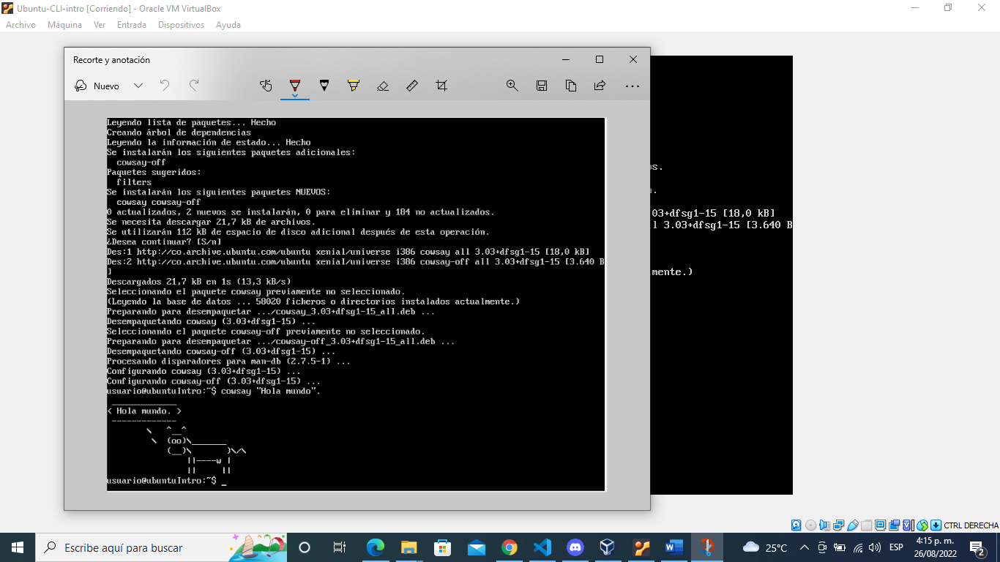 Ubuntu-CLI-intro [Corriendo] - Oracle VM VirtualBox
Archivo Máquina Ver Entrada Dispositivos Ayuda
Recorte y anotación
Nuevo
Leyendo lista de paquetes... Hecho
Creando árbol de dependencias
Leyendo la información de estado... Hecho
Se instalarán los siguientes paquetes adicionales:
  cowsay-off
Paquetes sugeridos:
  filters
Se instalarán los siguientes paquetes NUEVOS:
  cowsay cowsay-off
0 actualizados, 2 nuevos se instalarán, 0 para eliminar y 184 no actualizados.
Se necesita descargar 21,7 kB de archivos.
Se utilizarán 112 kB de espacio de disco adicional después de esta operación.
¿Desea continuar? [S/n]
Des:1 http://co.archive.ubuntu.com/ubuntu xenial/universe i386 cowsay all 3.03+dfsg1-15 [18,0 kB]
Des:2 http://co.archive.ubuntu.com/ubuntu xenial/universe i386 cowsay-off all 3.03+dfsg1-15 [3.640 B
]
Descargados 21,7 kB en 1s (13,3 kB/s)
Seleccionando el paquete cowsay previamente no seleccionado.
(Leyendo la base de datos ... 58020 ficheros o directorios instalados actualmente.)
Preparando para desempaquetar .../cowsay_3.03+dfsg1-15_all.deb ...
Desempaquetando cowsay (3.03+dfsg1-15) ...
Seleccionando el paquete cowsay-off previamente no seleccionado.
Preparando para desempaquetar .../cowsay-off_3.03+dfsg1-15_all.deb ...
Desempaquetando cowsay-off (3.03+dfsg1-15) ...
Procesando disparadores para man-db (2.7.5-1) ...
Configurando cowsay (3.03+dfsg1-15) ...
Configurando cowsay-off (3.03+dfsg1-15) ...
usuario@ubuntuIntro:~$ cowsay "Hola mundo".
 _____________
< Hola mundo. >
 -------------
        \   ^__^
         \  (oo)\_______
            (__)\       )\/\
                ||----w |
                ||     ||
usuario@ubuntuIntro:~$ _
os.
n.
03+dfsg1-15 [18,0 kB]
l 3.03+dfsg1-15 [3.640 B
mente.)
CTRL DERECHA
Escribe aquí para buscar
25°C
ESP
4:15 p. m.
26/08/2022
2